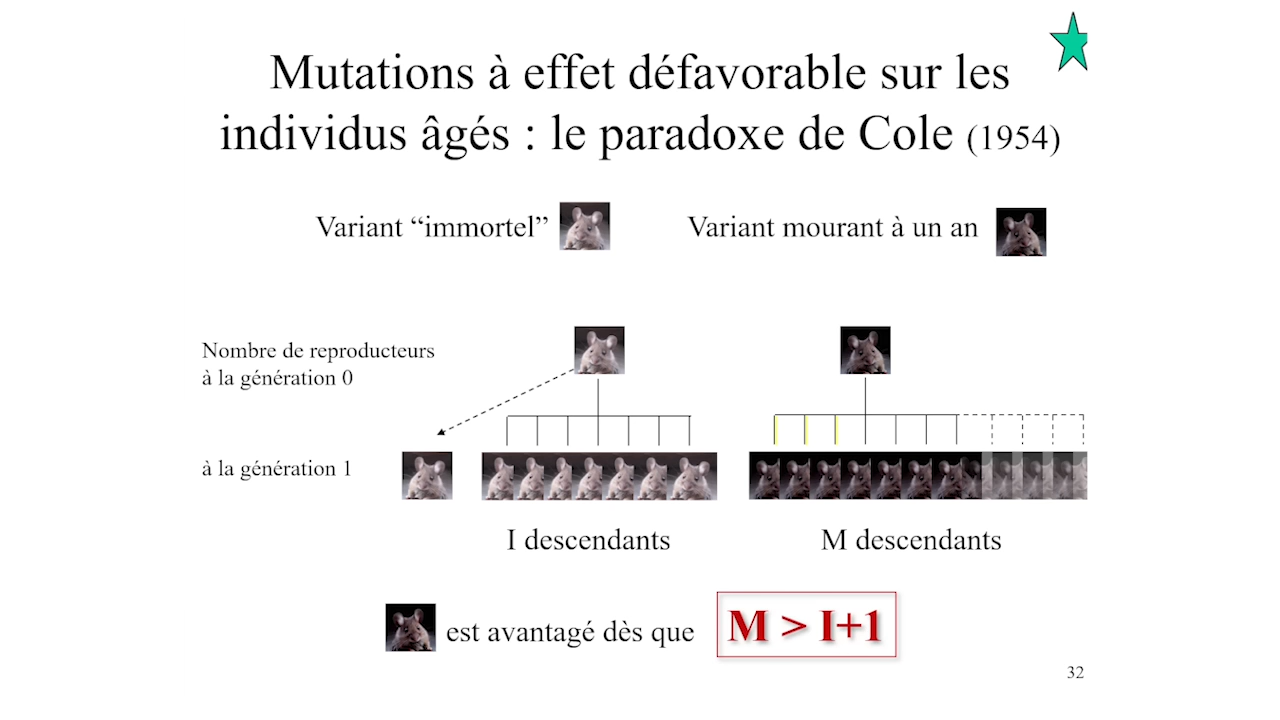 Mutations à effet défavorable sur les
individus âgés : le paradoxe de Cole (1954)
Variant “immortel”
Variant mourant à un an
Nombre de reproducteurs
à la génération 0
à la génération 1
I descendants
M descendants
est avantagé dès que
M > I+1
32